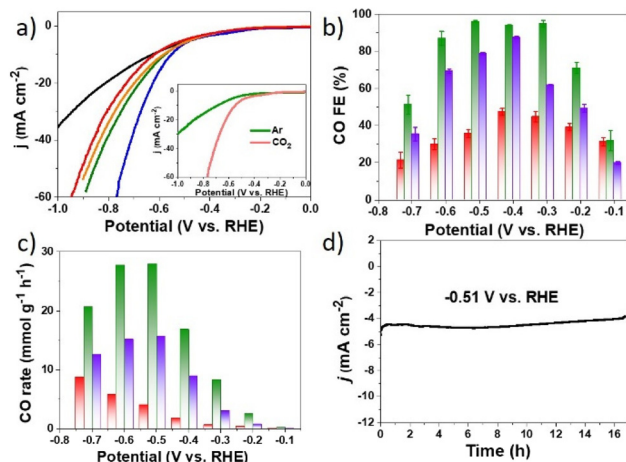 a)
0
-20
-40
-60
j (mA cm⁻²)
-1.0 -0.8 -0.6 -0.4 -0.2 0.0
Potential (V vs. RHE)
0
-10
-20
-30
-40
-50
-60
j (mA cm⁻²)
Ar
CO₂
-1.0 -0.8 -0.6 -0.4 -0.2 0.0
Potential (V vs. RHE)
b)
100
80
60
40
20
0
CO FE (%)
-0.8 -0.7 -0.6 -0.5 -0.4 -0.3 -0.2 -0.1
Potential (V vs. RHE)
c)
30
20
10
0
CO rate (mmol g⁻¹ h⁻¹)
-0.8 -0.7 -0.6 -0.5 -0.4 -0.3 -0.2 -0.1
Potential (V vs. RHE)
d)
4
2
0
-2
-4
-6
-8
-10
-12
j (mA cm⁻²)
-0.51 V vs. RHE
0 2 4 6 8 10 12 14 16
Time (h)